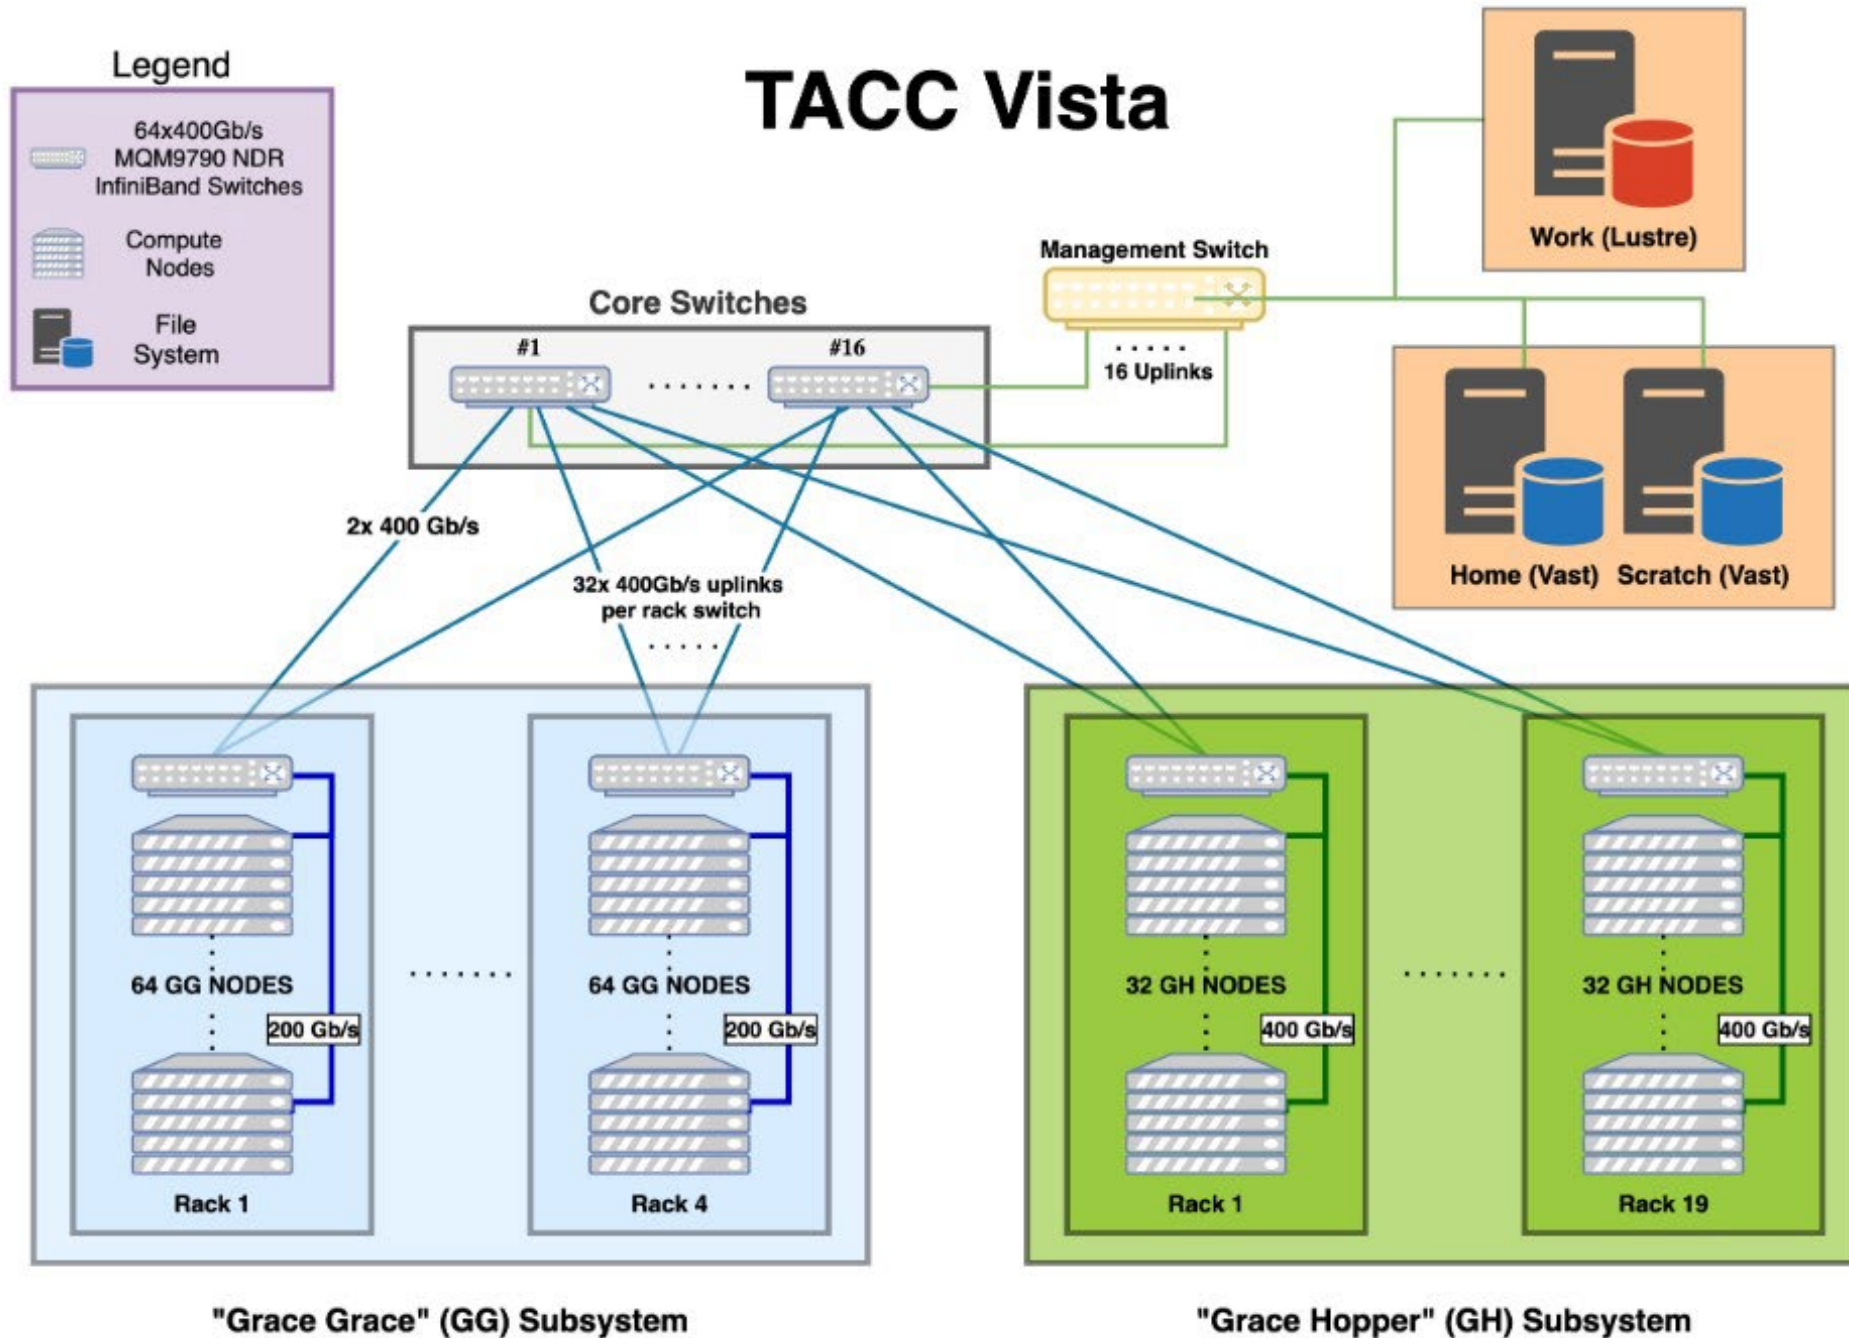 TACC Vista
Legend
64x400Gb/s
MQM9790 NDR
InfiniBand Switches
Compute
Nodes
File
System
Core Switches
#1
#16
Management Switch
16 Uplinks
Work (Lustre)
Home (Vast)
Scratch (Vast)
2x 400 Gb/s
32x 400Gb/s uplinks
per rack switch
64 GG NODES
200 Gb/s
Rack 1
64 GG NODES
200 Gb/s
Rack 4
"Grace Grace" (GG) Subsystem
32 GH NODES
400 Gb/s
Rack 1
32 GH NODES
400 Gb/s
Rack 19
"Grace Hopper" (GH) Subsystem